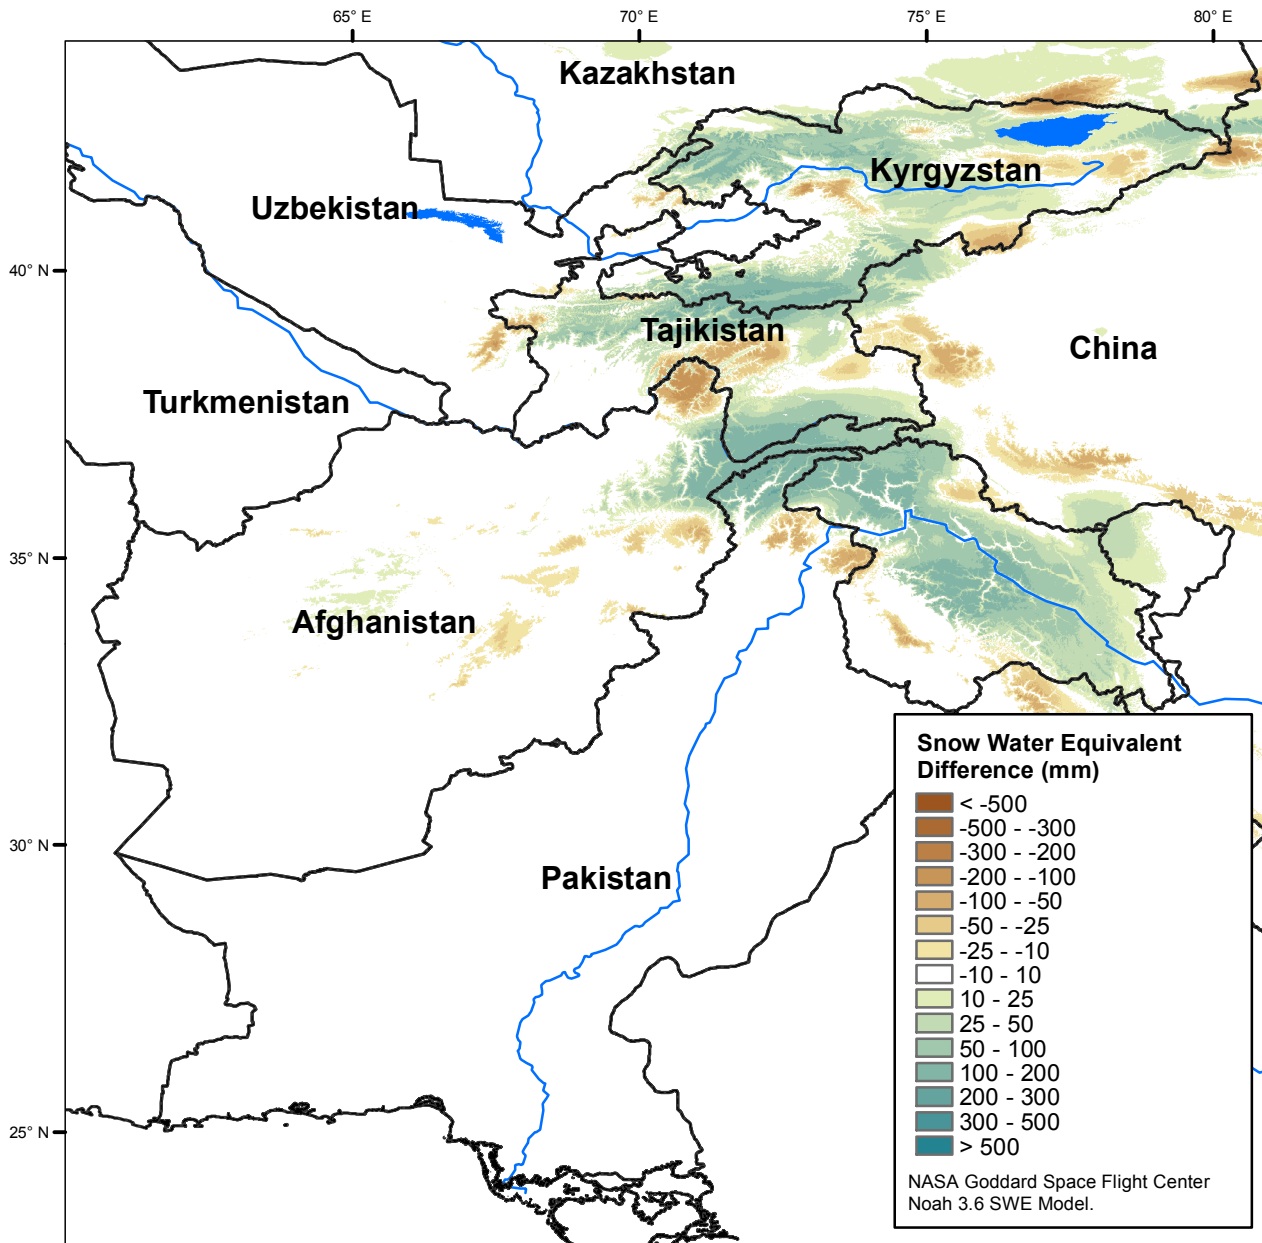 65° E
70° E
75° E
80° E
Kazakhstan
Kyrgyzstan
Uzbekistan
40° N
Tajikistan
China
Turkmenistan
35° N
Afghanistan
30° N
Pakistan
25° N
Snow Water Equivalent
Difference (mm)
< -500
-500 - -300
-300 - -200
-200 - -100
-100 - -50
-50 - -25
-25 - -10
-10 - 10
10 - 25
25 - 50
50 - 100
100 - 200
200 - 300
300 - 500
> 500
NASA Goddard Space Flight Center
Noah 3.6 SWE Model.